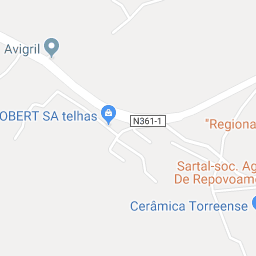 Avigril
OBERT SA telhas
N361-1
"Regiona
Sartal-soc. Ag
De Repovoam
Cerâmica Torreense